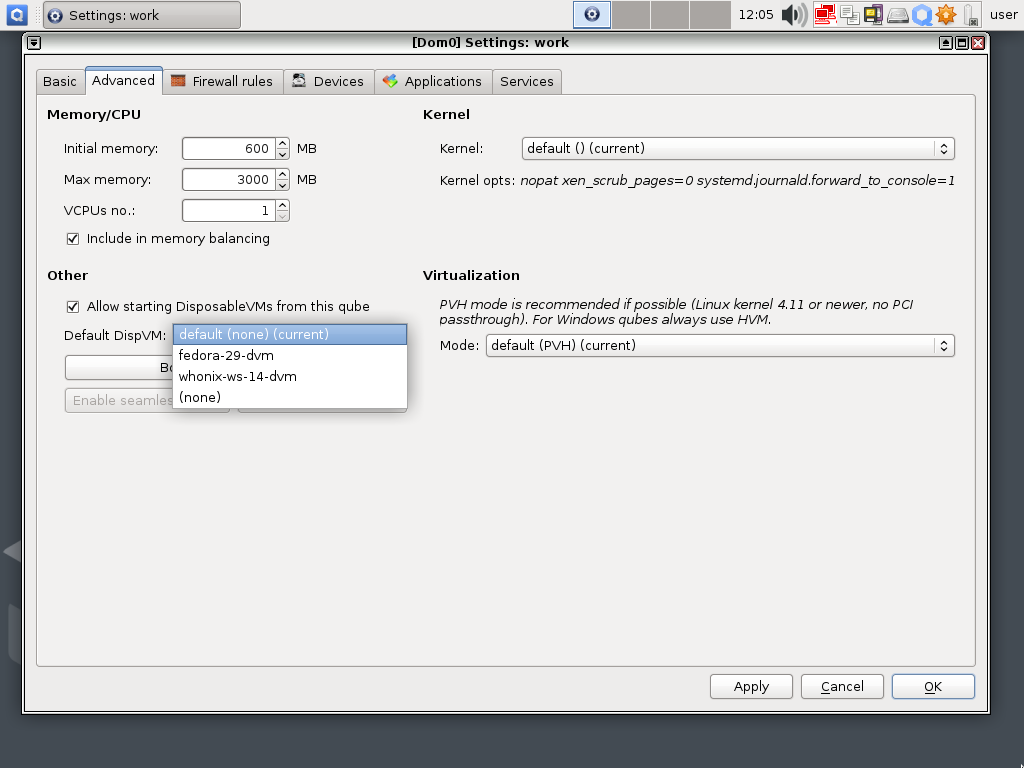 Settings: work
12:05
user
[Dom0] Settings: work
Basic
Advanced
Firewall rules
Devices
Applications
Services
Memory/CPU
Initial memory: 600 MB
Max memory: 3000 MB
VCPUs no.: 1
Include in memory balancing
Kernel
Kernel: default () (current)
Kernel opts: nopat xen_scrub_pages=0 systemd.journald.forward_to_console=1
Other
Allow starting DisposableVMs from this qube
Default DispVM:
default (none) (current)
fedora-29-dvm
whonix-ws-14-dvm
(none)
Enable seamles
Virtualization
PVH mode is recommended if possible (Linux kernel 4.11 or newer, no PCI
passthrough). For Windows qubes always use HVM.
Mode: default (PVH) (current)
Apply
Cancel
OK